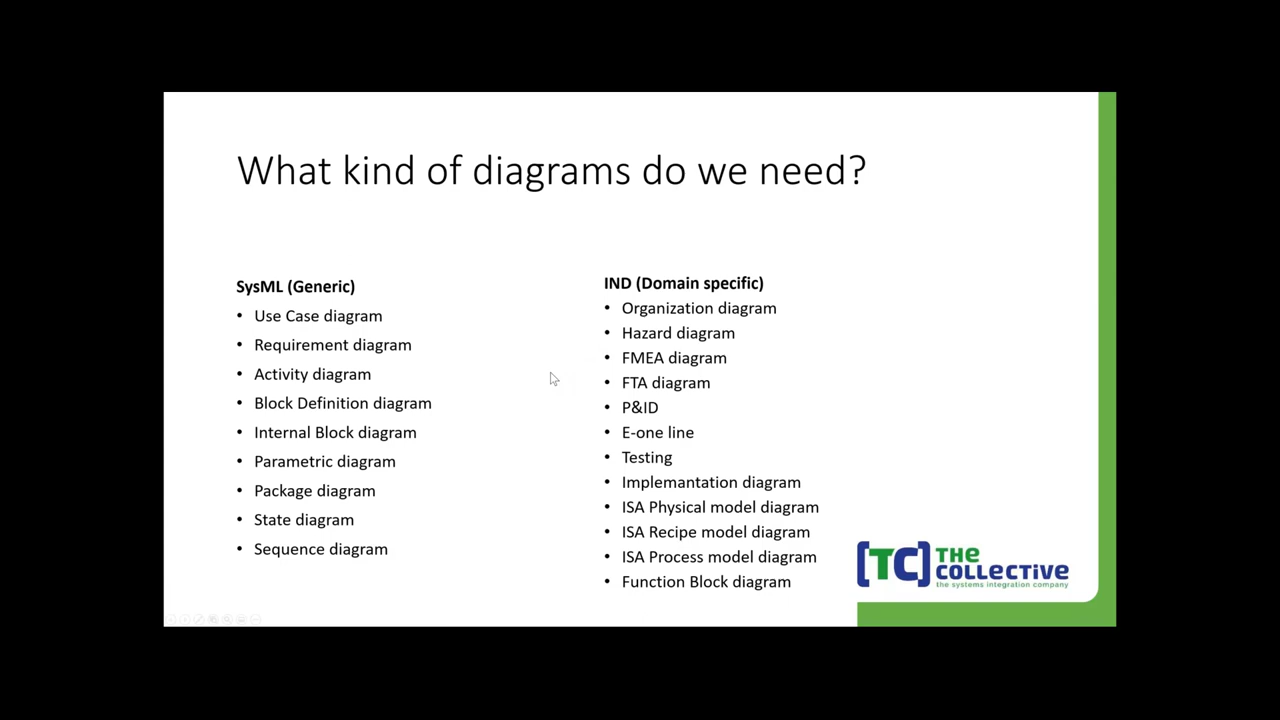 What kind of diagrams do we need?
SysML (Generic)
• Use Case diagram
• Requirement diagram
• Activity diagram
• Block Definition diagram
• Internal Block diagram
• Parametric diagram
• Package diagram
• State diagram
• Sequence diagram
IND (Domain specific)
• Organization diagram
• Hazard diagram
• FMEA diagram
• FTA diagram
• P&ID
• E-one line
• Testing
• Implemantation diagram
• ISA Physical model diagram
• ISA Recipe model diagram
• ISA Process model diagram
• Function Block diagram
[TC] THE
COLLECTIVE
the systems integration company